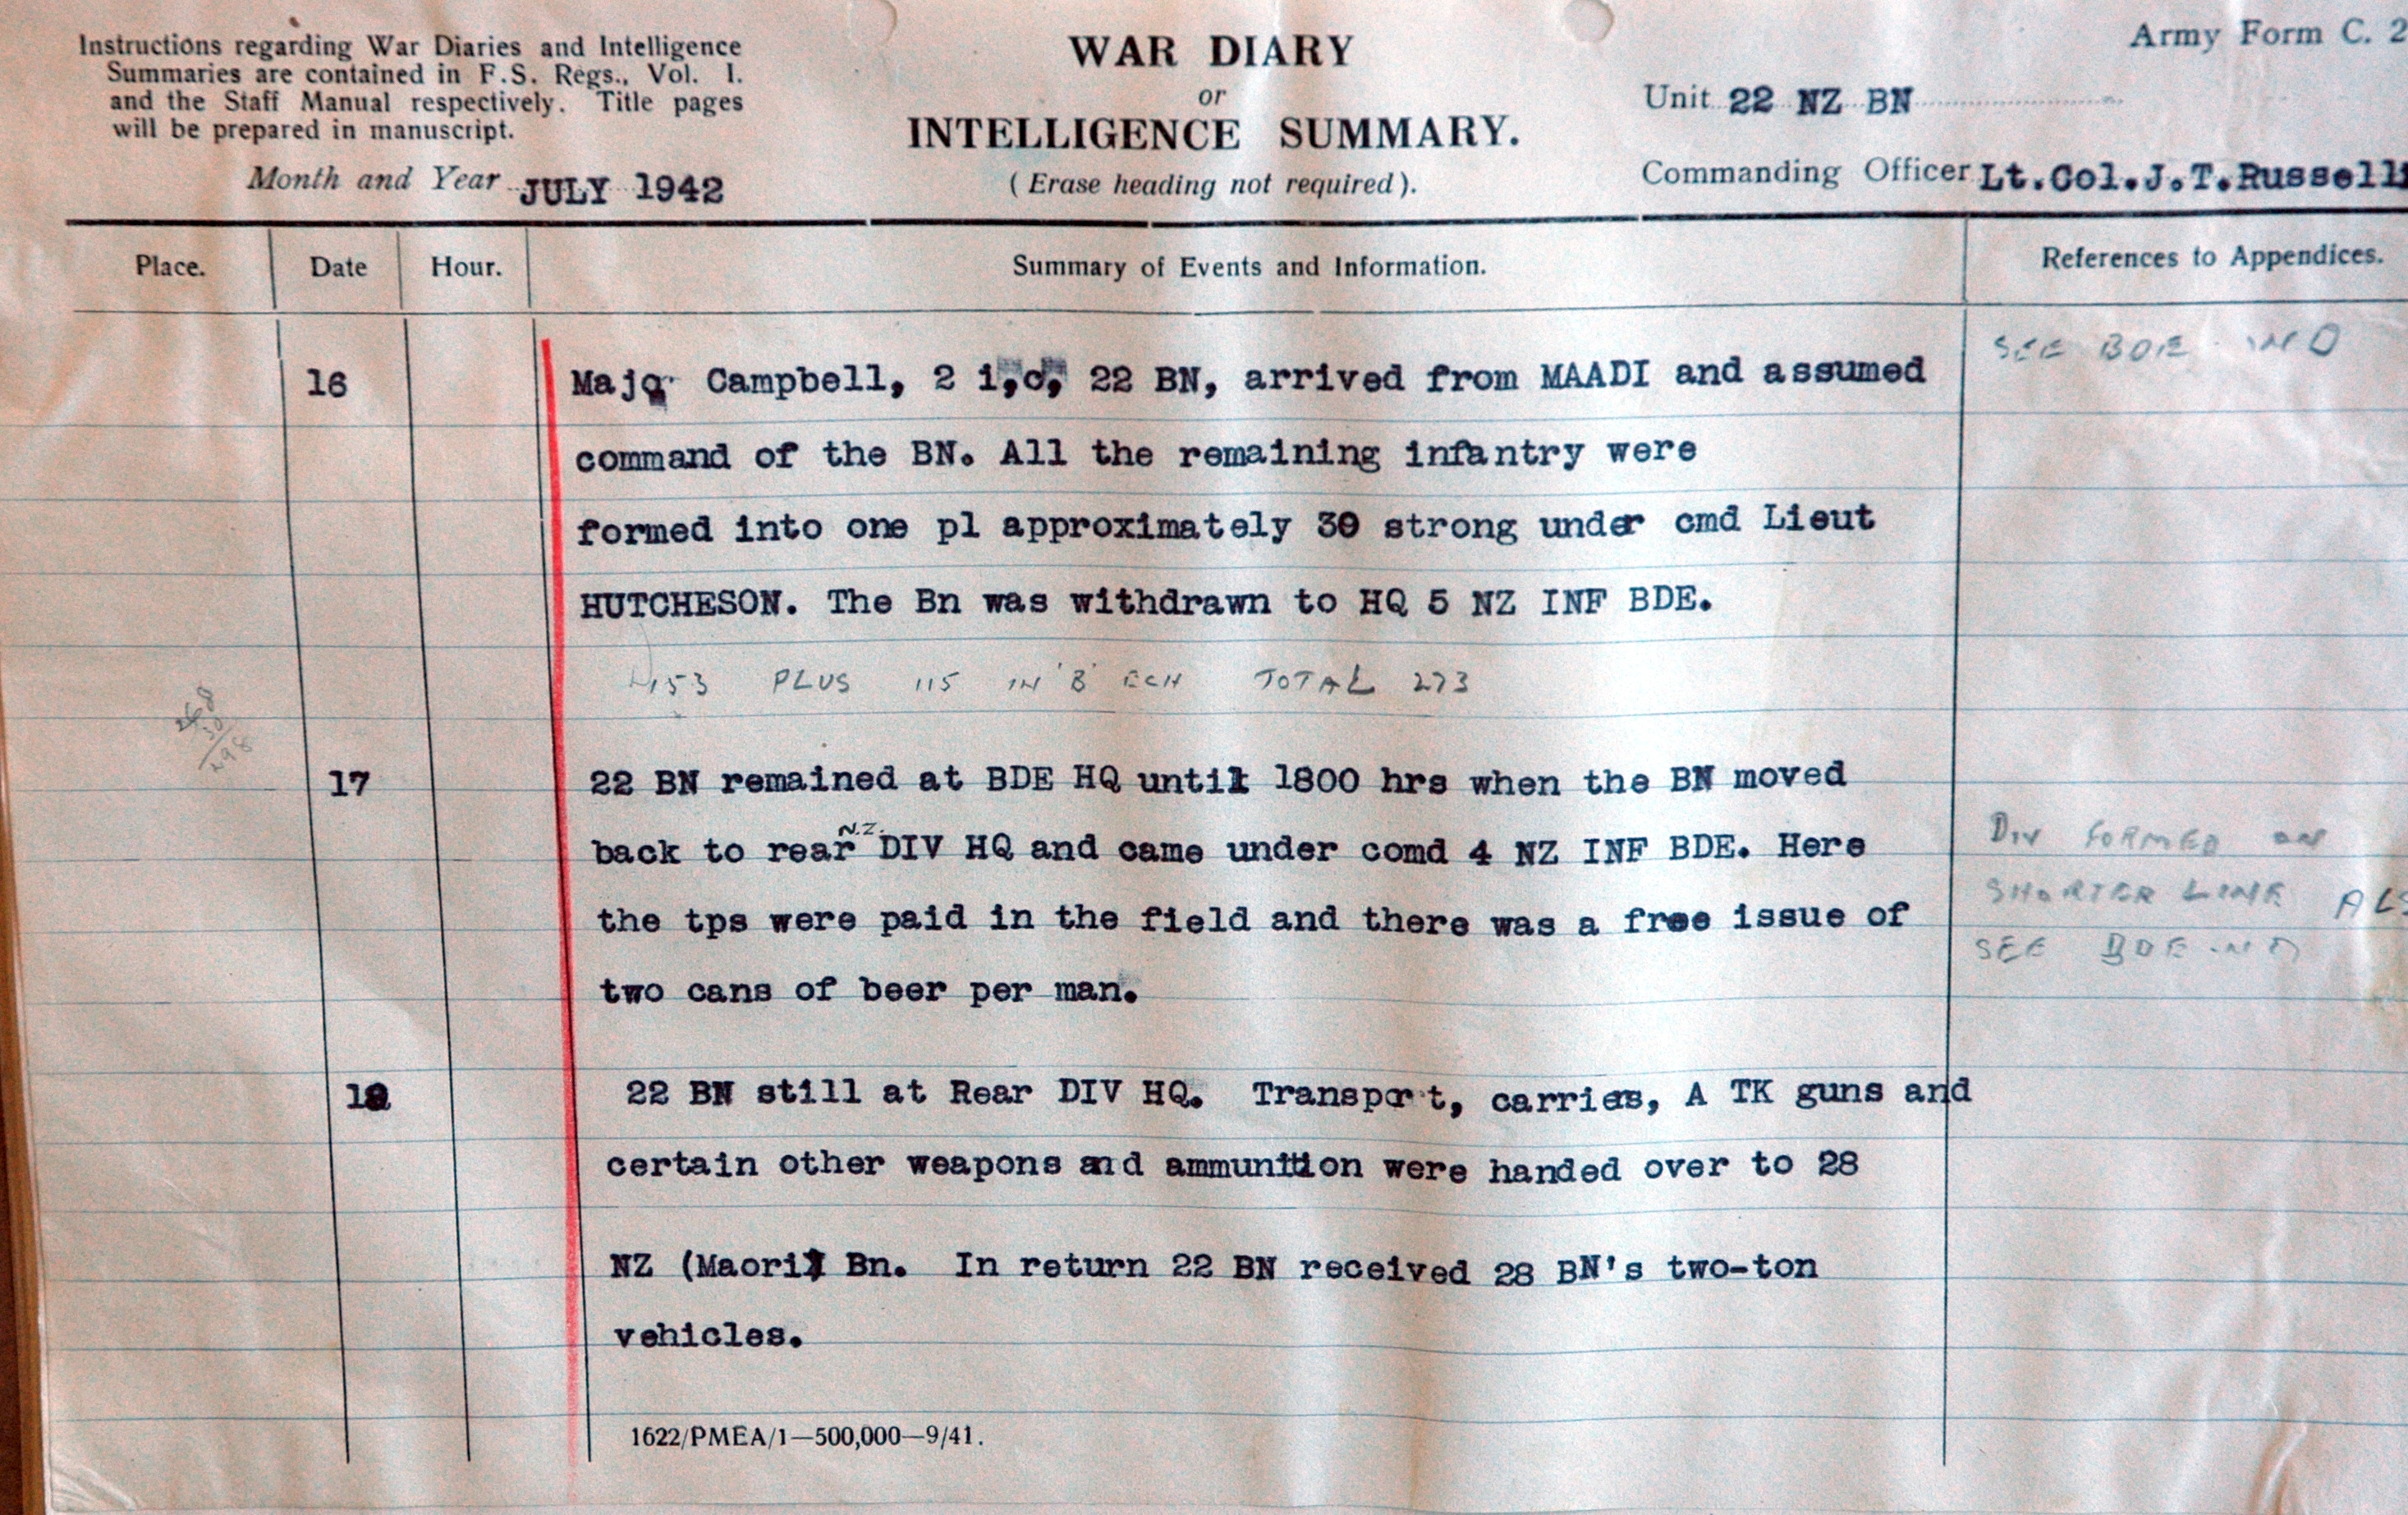 Instructions regarding War Diaries and Intelligence
Summaries are contained in F.S. Regs., Vol. I.
and the Staff Manual respectively. Title pages
will be prepared in manuscript.
Month and Year JULY 1942
WAR DIARY
or
INTELLIGENCE SUMMARY.
(Erase heading not required).
Army Form C. 2
Unit 22 NZ BN
Commanding Officer Lt.Col.J.T.Russell
Place. Date Hour. Summary of Events and Information. References to Appendices.
SEE BDE
16 Majo Campbell, 2 i,c, 22 BN, arrived from MAADI and assumed
command of the BN. All the remaining infantry were
formed into one pl approximately 30 strong under cmd Lieut
HUTCHESON. The Bn was withdrawn to HQ 5 NZ INF BDE.
153 PLUS 115 IN 'B' ECH TOTAL 273
268
30
298
17 22 BN remained at BDE HQ until 1800 hrs when the BN moved
back to rear N.Z. DIV HQ and came under comd 4 NZ INF BDE. Here
the tps were paid in the field and there was a free issue of
two cans of beer per man.
DIV FORMED ON
SHORTER LINE ALS
SEE BDE
18 22 BN still at Rear DIV HQ. Transport, carries, A TK guns and
certain other weapons and ammunition were handed over to 28
NZ (Maori) Bn. In return 22 BN received 28 BN's two-ton
vehicles.
1622/PMEA/1—500,000—9/41.